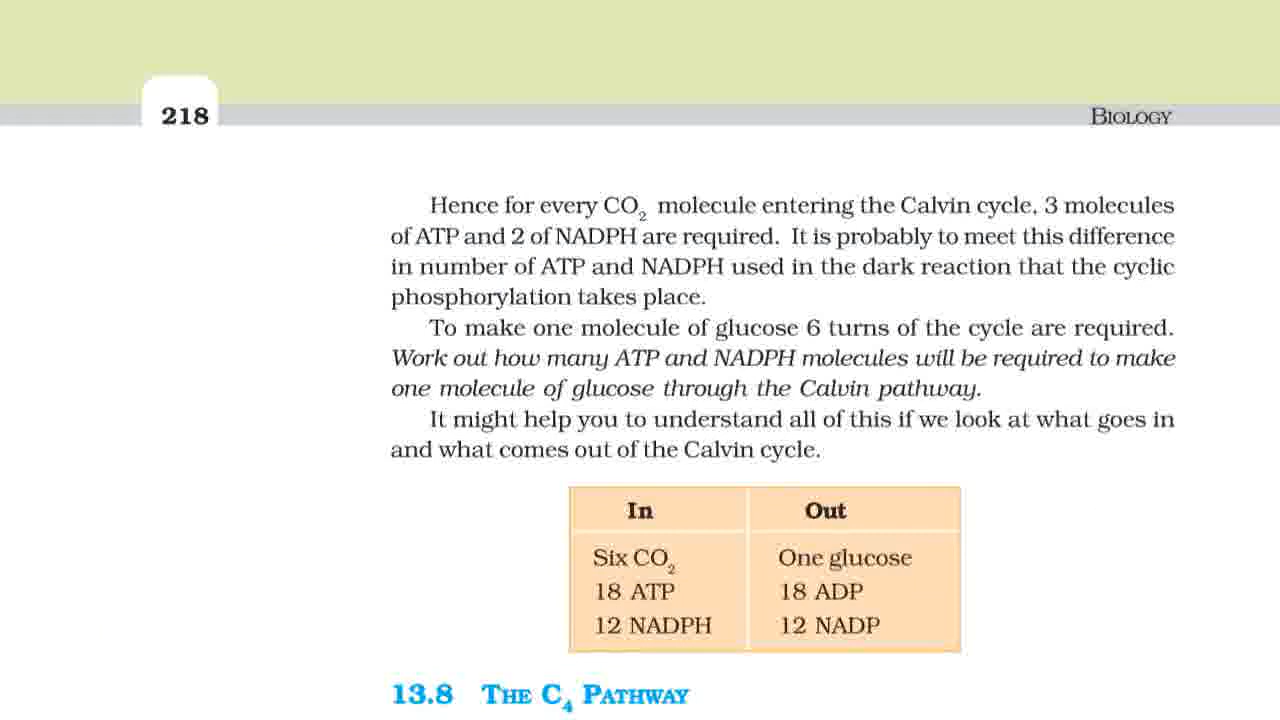 218
BIOLOGY
Hence for every CO₂ molecule entering the Calvin cycle, 3 molecules
of ATP and 2 of NADPH are required. It is probably to meet this difference
in number of ATP and NADPH used in the dark reaction that the cyclic
phosphorylation takes place.
To make one molecule of glucose 6 turns of the cycle are required.
Work out how many ATP and NADPH molecules will be required to make
one molecule of glucose through the Calvin pathway.
It might help you to understand all of this if we look at what goes in
and what comes out of the Calvin cycle.
In Out
Six CO₂ One glucose
18 ATP 18 ADP
12 NADPH 12 NADP
13.8 THE C₄ PATHWAY